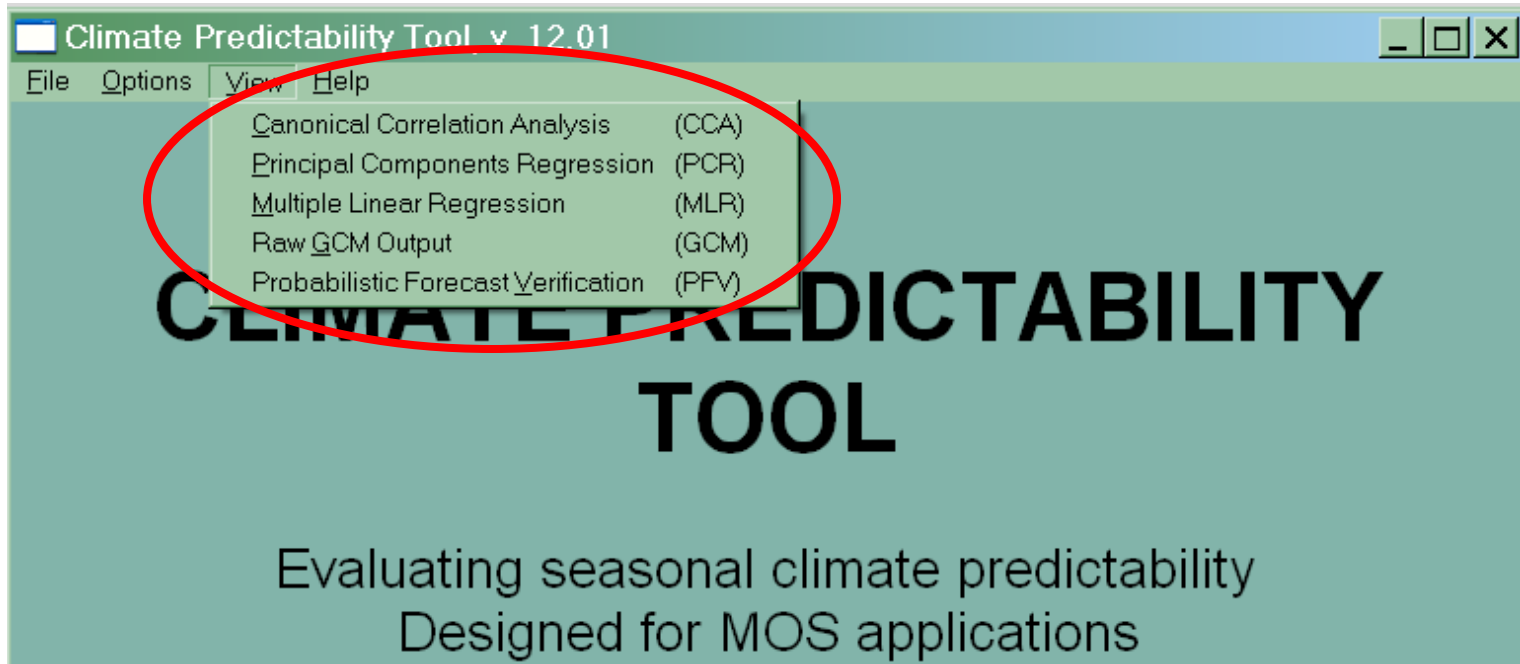 Climate Predictability Tool, v. 12.01
File Options View Help
Canonical Correlation Analysis (CCA)
Principal Components Regression (PCR)
Multiple Linear Regression (MLR)
Raw GCM Output (GCM)
Probabilistic Forecast Verification (PFV)
CLIMATE PREDICTABILITY
TOOL
Evaluating seasonal climate predictability
Designed for MOS applications